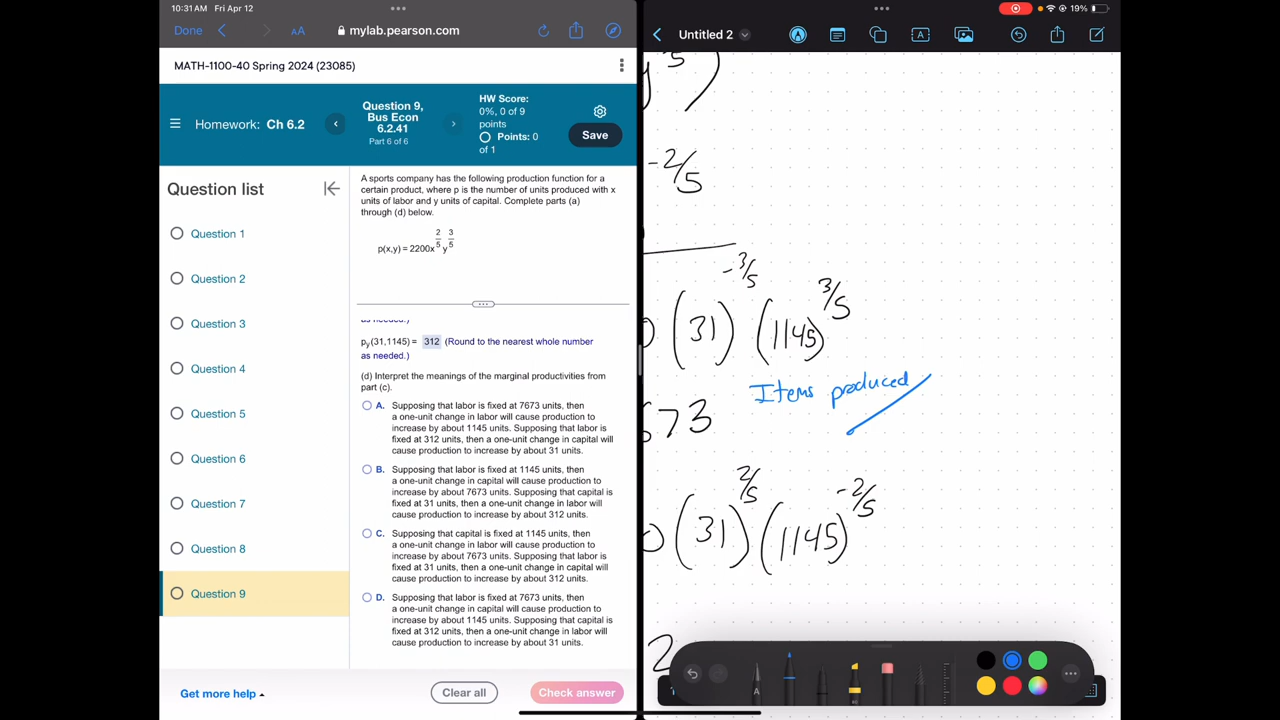 10:31 AM Fri Apr 12
19%
Done
AA
mylab.pearson.com
Untitled 2
MATH-1100-40 Spring 2024 (23085)
Homework: Ch 6.2
Question 9,
Bus Econ
6.2.41
Part 6 of 6
HW Score:
0%, 0 of 9
points
Points: 0
of 1
Save
Question list
Question 1
Question 2
Question 3
Question 4
Question 5
Question 6
Question 7
Question 8
Question 9
A sports company has the following production function for a
certain product, where p is the number of units produced with x
units of labor and y units of capital. Complete parts (a)
through (d) below.
p(x,y) = 2200x^(2/5) y^(3/5)
as needed.)
p_y(31,1145) = 312 (Round to the nearest whole number
as needed.)
(d) Interpret the meanings of the marginal productivities from
part (c).
A. Supposing that labor is fixed at 7673 units, then
a one-unit change in labor will cause production to
increase by about 1145 units. Supposing that labor is
fixed at 312 units, then a one-unit change in capital will
cause production to increase by about 31 units.
B. Supposing that labor is fixed at 1145 units, then
a one-unit change in capital will cause production to
increase by about 7673 units. Supposing that capital is
fixed at 31 units, then a one-unit change in labor will
cause production to increase by about 312 units.
C. Supposing that capital is fixed at 1145 units, then
a one-unit change in labor will cause production to
increase by about 7673 units. Supposing that labor is
fixed at 31 units, then a one-unit change in capital will
cause production to increase by about 312 units.
D. Supposing that labor is fixed at 7673 units, then
a one-unit change in capital will cause production to
increase by about 1145 units. Supposing that capital is
fixed at 312 units, then a one-unit change in labor will
cause production to increase by about 31 units.
Get more help
Clear all
Check answer
-2/5
(31)^(-3/5) (1145)^(3/5)
Items produced
673
(31)^(2/5) (1145)^(-2/5)
2